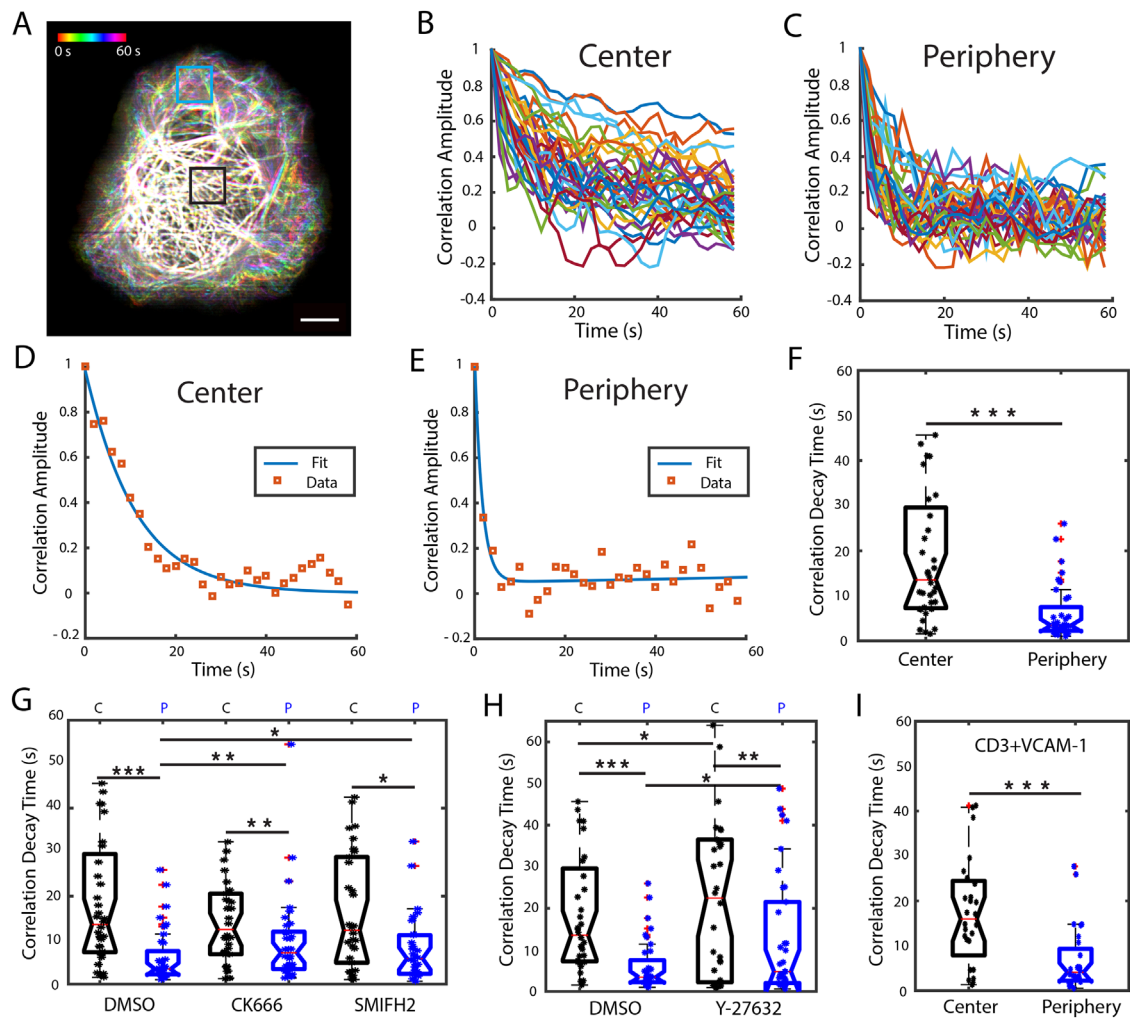 A
0 s
60 s
B
Center
1
0.8
0.6
0.4
0.2
0
-0.2
-0.4
Correlation Amplitude
0
20
40
60
Time (s)
C
Periphery
1
0.8
0.6
0.4
0.2
0
-0.2
-0.4
Correlation Amplitude
0
20
40
60
Time (s)
D
Center
1
0.8
0.6
0.4
0.2
0
- 0.2
Correlation Amplitude
Fit
Data
0
20
40
60
Time (s)
E
Periphery
1
0.8
0.6
0.4
0.2
0
-0.2
Correlation Amplitude
Fit
Data
0
20
40
60
Time (s)
F
60
50
40
30
20
10
0
Correlation Decay Time (s)
* * *
Center
Periphery
G
C
P
C
P
C
P
60
50
40
30
20
10
0
Correlation Decay Time (s)
*
* *
***
* *
*
DMSO
CK666
SMIFH2
H
C
P
C
P
60
50
40
30
20
10
0
Correlation Decay Time (s)
*
**
***
*
DMSO
Y-27632
I
60
50
40
30
20
10
0
Correlation Decay Time (s)
CD3+VCAM-1
* * *
Center
Periphery